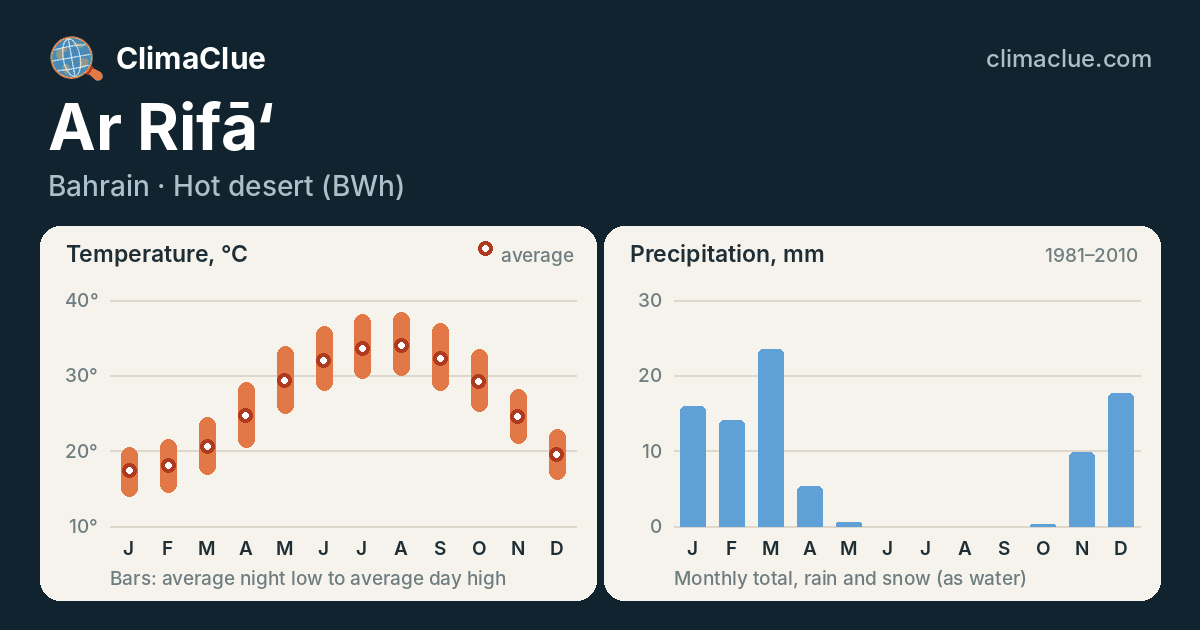 ClimaClue
climaclue.com
Ar Rifā‘
Bahrain · Hot desert (BWh)
Temperature, °C
average
40°
30°
20°
10°
J F M A M J J A S O N D
Bars: average night low to average day high
Precipitation, mm
1981–2010
30
20
10
0
J F M A M J J A S O N D
Monthly total, rain and snow (as water)